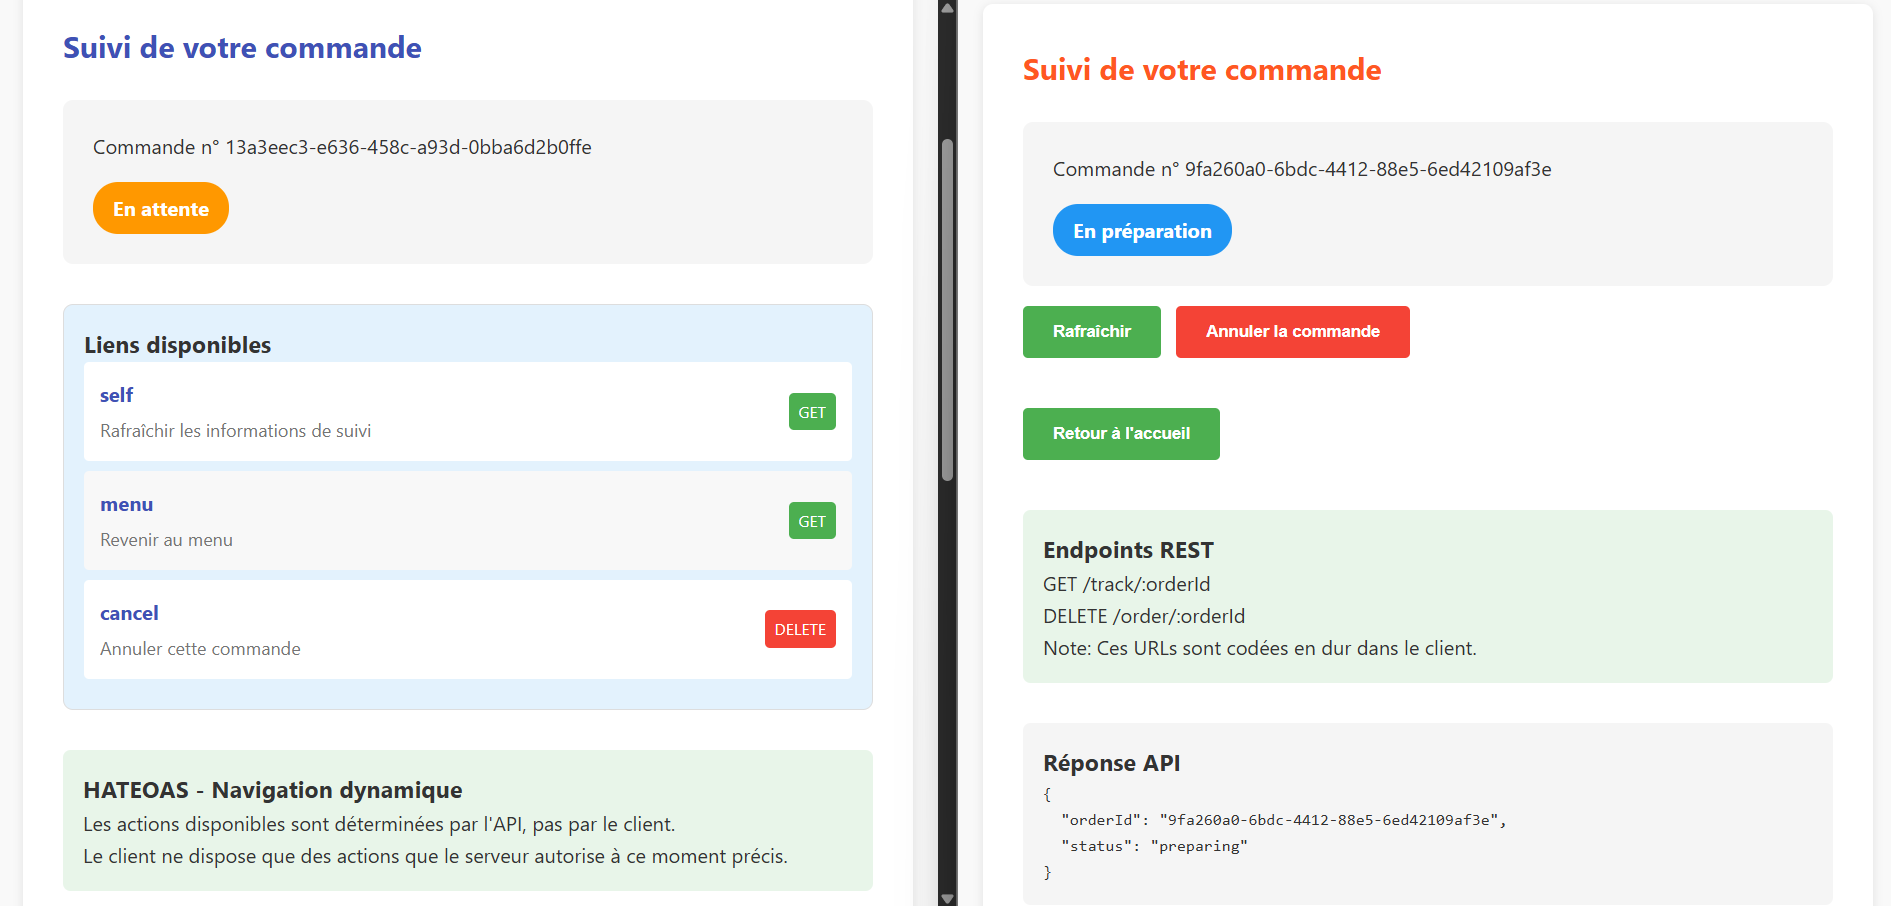 Suivi de votre commande
Commande n° 13a3eec3-e636-458c-a93d-0bba6d2b0ffe
En attente
Liens disponibles
self
Rafraîchir les informations de suivi
GET
menu
Revenir au menu
GET
cancel
Annuler cette commande
DELETE
HATEOAS - Navigation dynamique
Les actions disponibles sont déterminées par l'API, pas par le client.
Le client ne dispose que des actions que le serveur autorise à ce moment précis.
Suivi de votre commande
Commande n° 9fa260a0-6bdc-4412-88e5-6ed42109af3e
En préparation
Rafraîchir
Annuler la commande
Retour à l'accueil
Endpoints REST
GET /track/:orderId
DELETE /order/:orderId
Note: Ces URLs sont codées en dur dans le client.
Réponse API
{
"orderId": "9fa260a0-6bdc-4412-88e5-6ed42109af3e",
"status": "preparing"
}